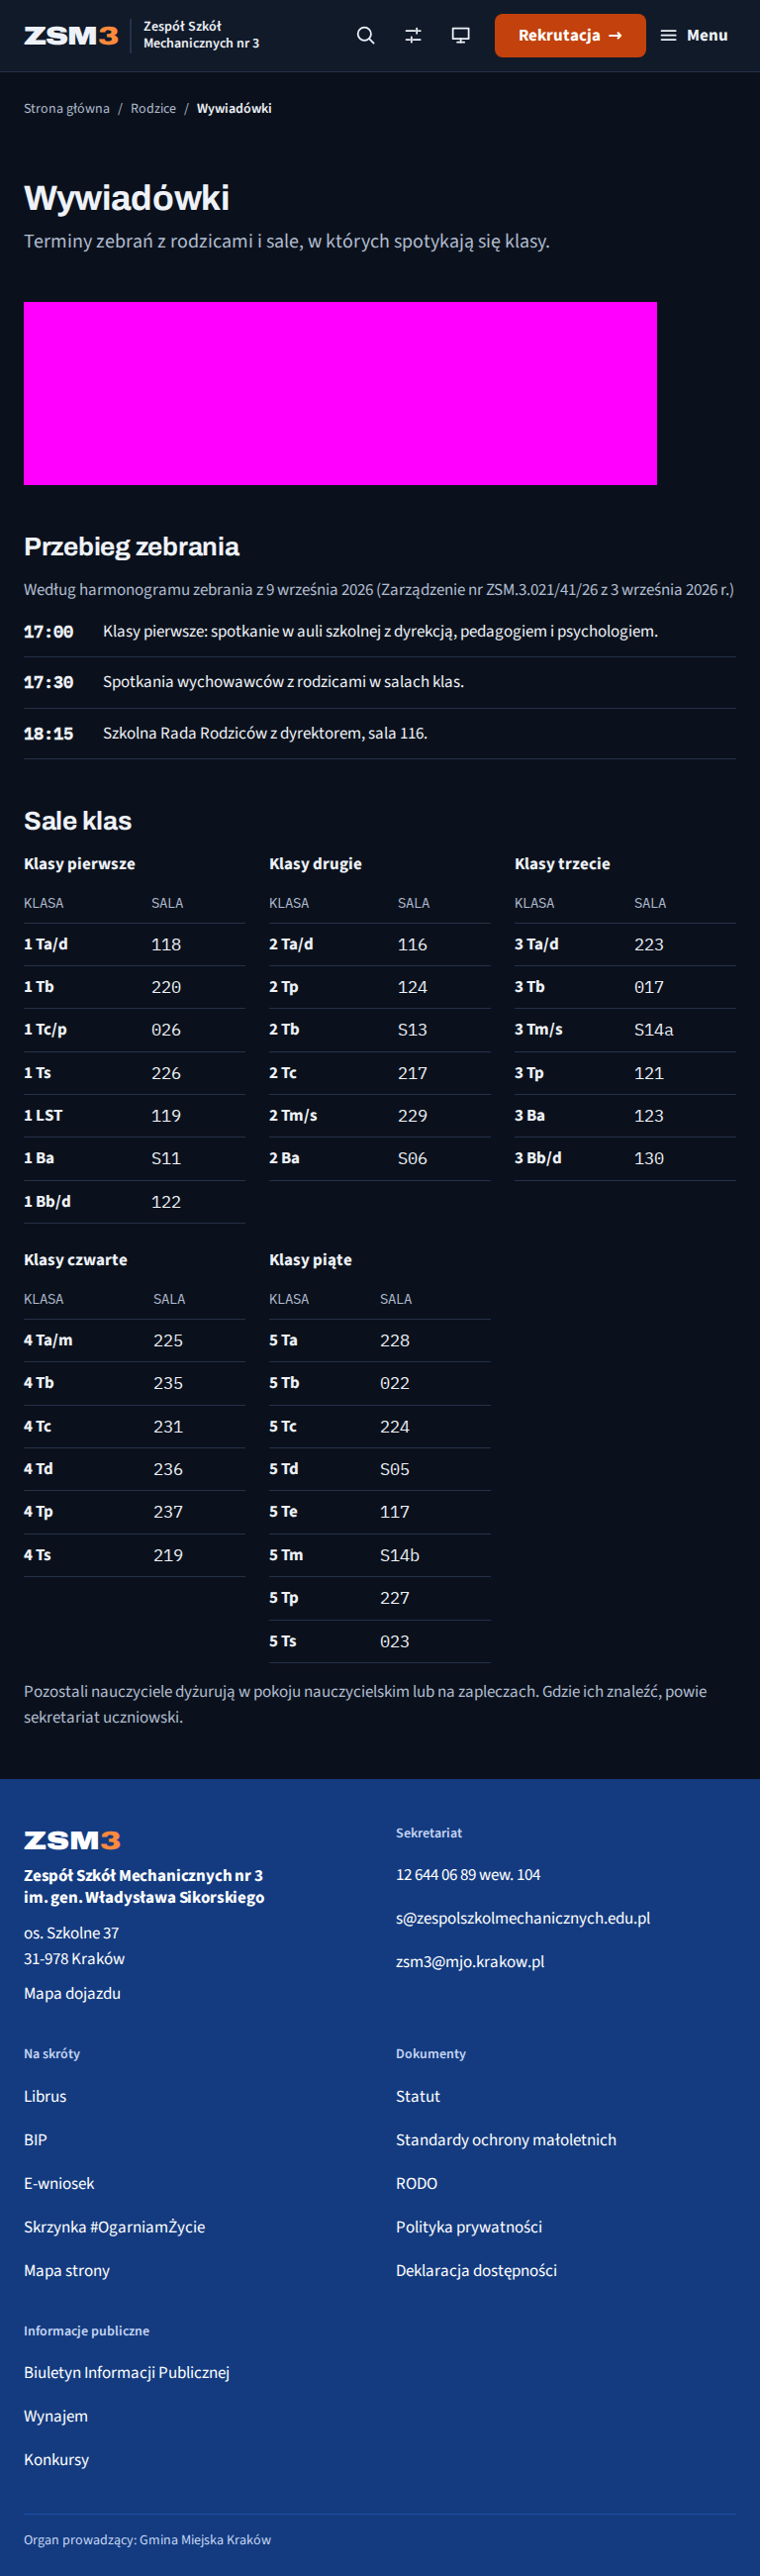 ZSM3
Zespół Szkół
Mechanicznych nr 3
Rekrutacja →
Menu
Strona główna / Rodzice / Wywiadówki
Wywiadówki
Terminy zebrań z rodzicami i sale, w których spotykają się klasy.
Przebieg zebrania
Według harmonogramu zebrania z 9 września 2026 (Zarządzenie nr ZSM.3.021/41/26 z 3 września 2026 r.)
17:00 Klasy pierwsze: spotkanie w auli szkolnej z dyrekcją, pedagogiem i psychologiem.
17:30 Spotkania wychowawców z rodzicami w salach klas.
18:15 Szkolna Rada Rodziców z dyrektorem, sala 116.
Sale klas
Klasy pierwsze
KLASA SALA
1 Ta/d 118
1 Tb 220
1 Tc/p 026
1 Ts 226
1 LST 119
1 Ba S11
1 Bb/d 122
Klasy drugie
KLASA SALA
2 Ta/d 116
2 Tp 124
2 Tb S13
2 Tc 217
2 Tm/s 229
2 Ba S06
Klasy trzecie
KLASA SALA
3 Ta/d 223
3 Tb 017
3 Tm/s S14a
3 Tp 121
3 Ba 123
3 Bb/d 130
Klasy czwarte
KLASA SALA
4 Ta/m 225
4 Tb 235
4 Tc 231
4 Td 236
4 Tp 237
4 Ts 219
Klasy piąte
KLASA SALA
5 Ta 228
5 Tb 022
5 Tc 224
5 Td S05
5 Te 117
5 Tm S14b
5 Tp 227
5 Ts 023
Pozostali nauczyciele dyżurują w pokoju nauczycielskim lub na zapleczach. Gdzie ich znaleźć, powie
sekretariat uczniowski.
ZSM3
Zespół Szkół Mechanicznych nr 3
im. gen. Władysława Sikorskiego
os. Szkolne 37
31-978 Kraków
Mapa dojazdu
Sekretariat
12 644 06 89 wew. 104
s@zespolszkolmechanicznych.edu.pl
zsm3@mjo.krakow.pl
Na skróty
Librus
BIP
E-wniosek
Skrzynka #OgarniamŻycie
Mapa strony
Dokumenty
Statut
Standardy ochrony małoletnich
RODO
Polityka prywatności
Deklaracja dostępności
Informacje publiczne
Biuletyn Informacji Publicznej
Wynajem
Konkursy
Organ prowadzący: Gmina Miejska Kraków